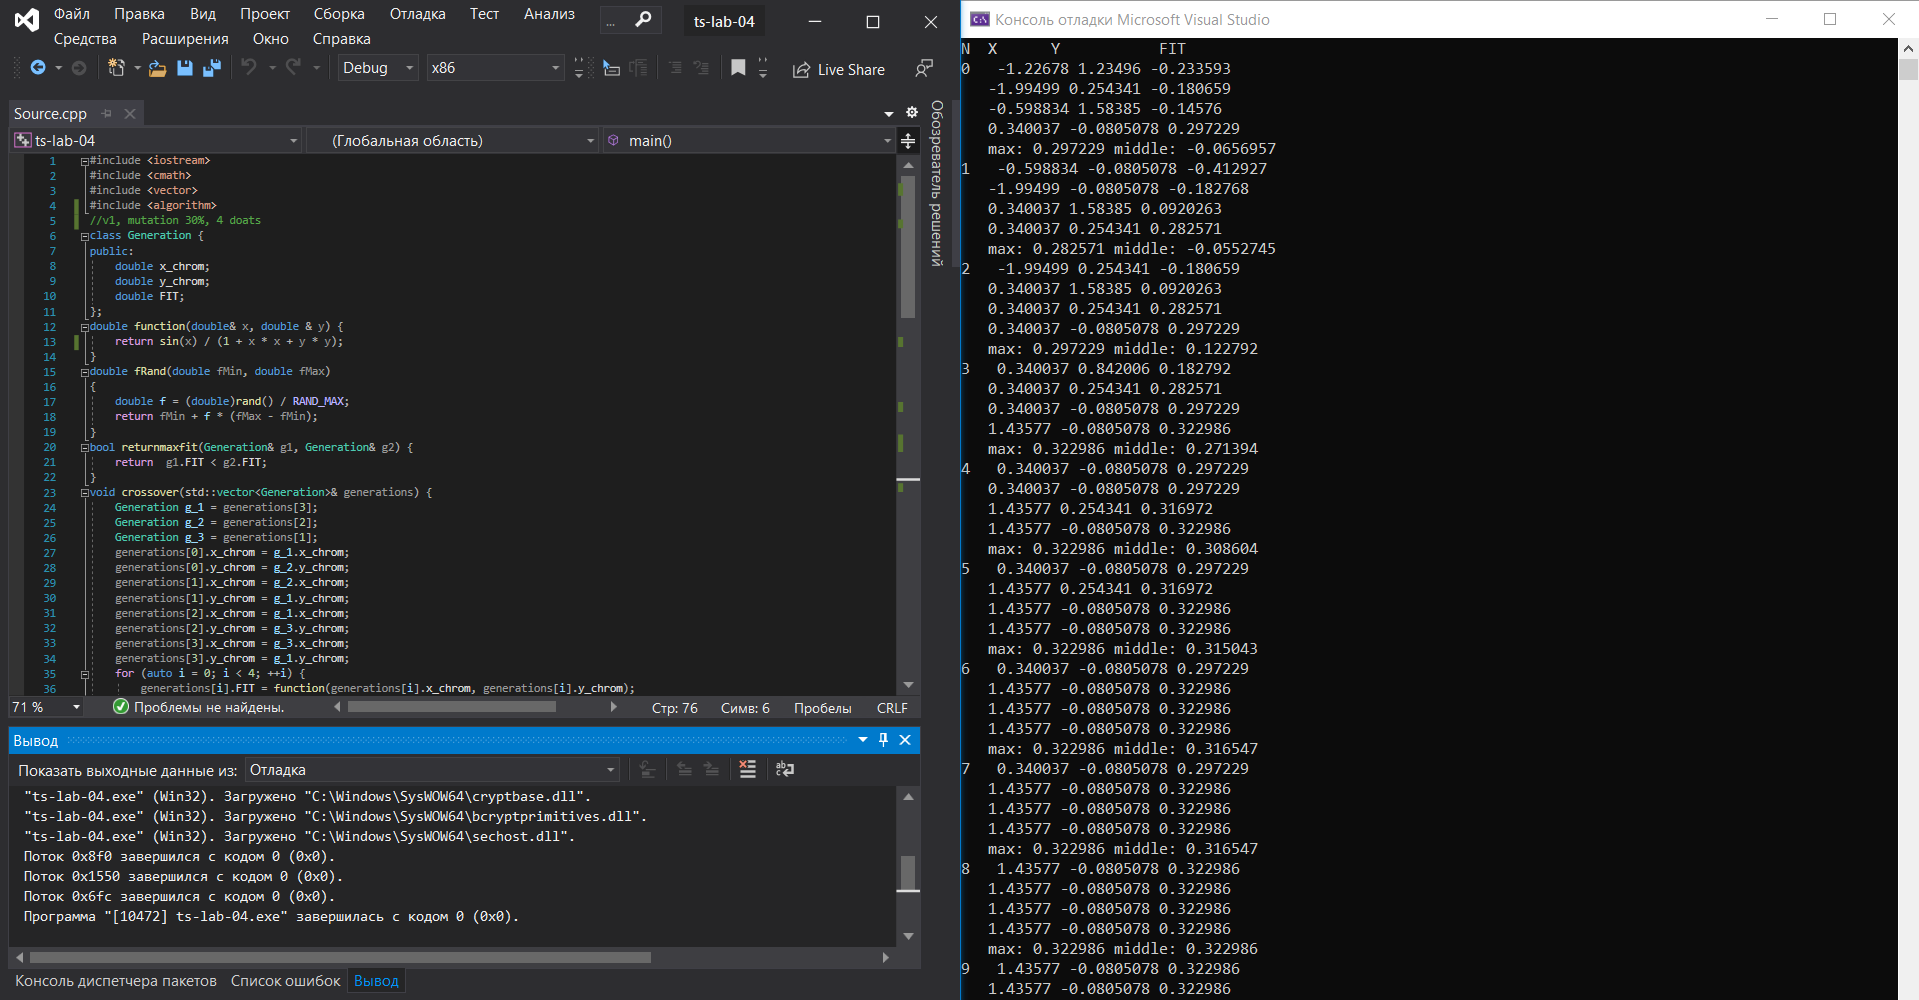 Файл Правка Вид Проект Сборка Отладка Тест Анализ ... ts-lab-04
Средства Расширения Окно Справка
Debug x86 Live Share
Source.cpp
ts-lab-04 (Глобальная область) main()
1 #include <iostream>
2 #include <cmath>
3 #include <vector>
4 #include <algorithm>
5 //v1, mutation 30%, 4 doats
6 class Generation {
7 public:
8 double x_chrom;
9 double y_chrom;
10 double FIT;
11 };
12 double function(double& x, double & y) {
13 return sin(x) / (1 + x * x + y * y);
14 }
15 double fRand(double fMin, double fMax)
16 {
17 double f = (double)rand() / RAND_MAX;
18 return fMin + f * (fMax - fMin);
19 }
20 bool returnmaxfit(Generation& g1, Generation& g2) {
21 return  g1.FIT < g2.FIT;
22 }
23 void crossover(std::vector<Generation>& generations) {
24 Generation g_1 = generations[3];
25 Generation g_2 = generations[2];
26 Generation g_3 = generations[1];
27 generations[0].x_chrom = g_1.x_chrom;
28 generations[0].y_chrom = g_2.y_chrom;
29 generations[1].x_chrom = g_2.x_chrom;
30 generations[1].y_chrom = g_1.y_chrom;
31 generations[2].x_chrom = g_1.x_chrom;
32 generations[2].y_chrom = g_3.y_chrom;
33 generations[3].x_chrom = g_3.x_chrom;
34 generations[3].y_chrom = g_1.y_chrom;
35 for (auto i = 0; i < 4; ++i) {
36 generations[i].FIT = function(generations[i].x_chrom, generations[i].y_chrom);
71 % Проблемы не найдены. Стр: 76 Симв: 6 Пробелы CRLF
Обозреватель решений
Вывод
Показать выходные данные из: Отладка
"ts-lab-04.exe" (Win32). Загружено "C:\Windows\SysWOW64\cryptbase.dll".
"ts-lab-04.exe" (Win32). Загружено "C:\Windows\SysWOW64\bcryptprimitives.dll".
"ts-lab-04.exe" (Win32). Загружено "C:\Windows\SysWOW64\sechost.dll".
Поток 0x8f0 завершился с кодом 0 (0x0).
Поток 0x1550 завершился с кодом 0 (0x0).
Поток 0x6fc завершился с кодом 0 (0x0).
Программа "[10472] ts-lab-04.exe" завершилась с кодом 0 (0x0).
Консоль диспетчера пакетов Список ошибок Вывод
Консоль отладки Microsoft Visual Studio
N X Y FIT
0 -1.22678 1.23496 -0.233593
-1.99499 0.254341 -0.180659
-0.598834 1.58385 -0.14576
0.340037 -0.0805078 0.297229
max: 0.297229 middle: -0.0656957
1 -0.598834 -0.0805078 -0.412927
-1.99499 -0.0805078 -0.182768
0.340037 1.58385 0.0920263
0.340037 0.254341 0.282571
max: 0.282571 middle: -0.0552745
2 -1.99499 0.254341 -0.180659
0.340037 1.58385 0.0920263
0.340037 0.254341 0.282571
0.340037 -0.0805078 0.297229
max: 0.297229 middle: 0.122792
3 0.340037 0.842006 0.182792
0.340037 0.254341 0.282571
0.340037 -0.0805078 0.297229
1.43577 -0.0805078 0.322986
max: 0.322986 middle: 0.271394
4 0.340037 -0.0805078 0.297229
0.340037 -0.0805078 0.297229
1.43577 0.254341 0.316972
1.43577 -0.0805078 0.322986
max: 0.322986 middle: 0.308604
5 0.340037 -0.0805078 0.297229
1.43577 0.254341 0.316972
1.43577 -0.0805078 0.322986
1.43577 -0.0805078 0.322986
max: 0.322986 middle: 0.315043
6 0.340037 -0.0805078 0.297229
1.43577 -0.0805078 0.322986
1.43577 -0.0805078 0.322986
1.43577 -0.0805078 0.322986
max: 0.322986 middle: 0.316547
7 0.340037 -0.0805078 0.297229
1.43577 -0.0805078 0.322986
1.43577 -0.0805078 0.322986
1.43577 -0.0805078 0.322986
max: 0.322986 middle: 0.316547
8 1.43577 -0.0805078 0.322986
1.43577 -0.0805078 0.322986
1.43577 -0.0805078 0.322986
1.43577 -0.0805078 0.322986
max: 0.322986 middle: 0.322986
9 1.43577 -0.0805078 0.322986
1.43577 -0.0805078 0.322986